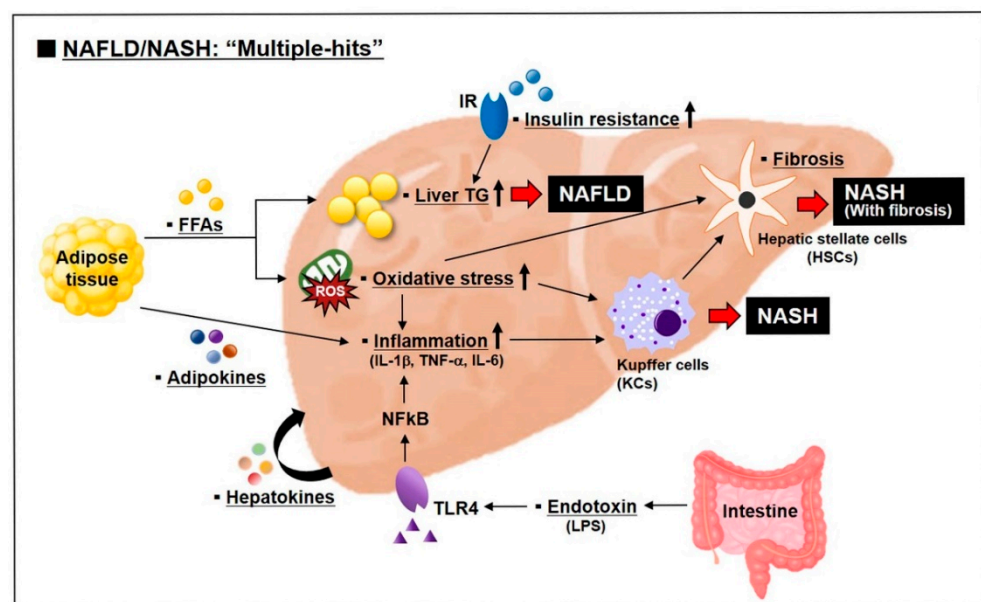 ■ NAFLD/NASH: “Multiple-hits”
IR
- Insulin resistance
- Fibrosis
- FFAs
- Liver TG
NAFLD
NASH
(With fibrosis)
Hepatic stellate cells
(HSCs)
Adipose
tissue
ROS
- Oxidative stress
- Inflammation
(IL-1β, TNF-α, IL-6)
NASH
Kupffer cells
(KCs)
- Adipokines
NFkB
- Hepatokines
TLR4
- Endotoxin
(LPS)
Intestine